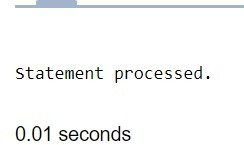 Statement processed.
0.01 seconds